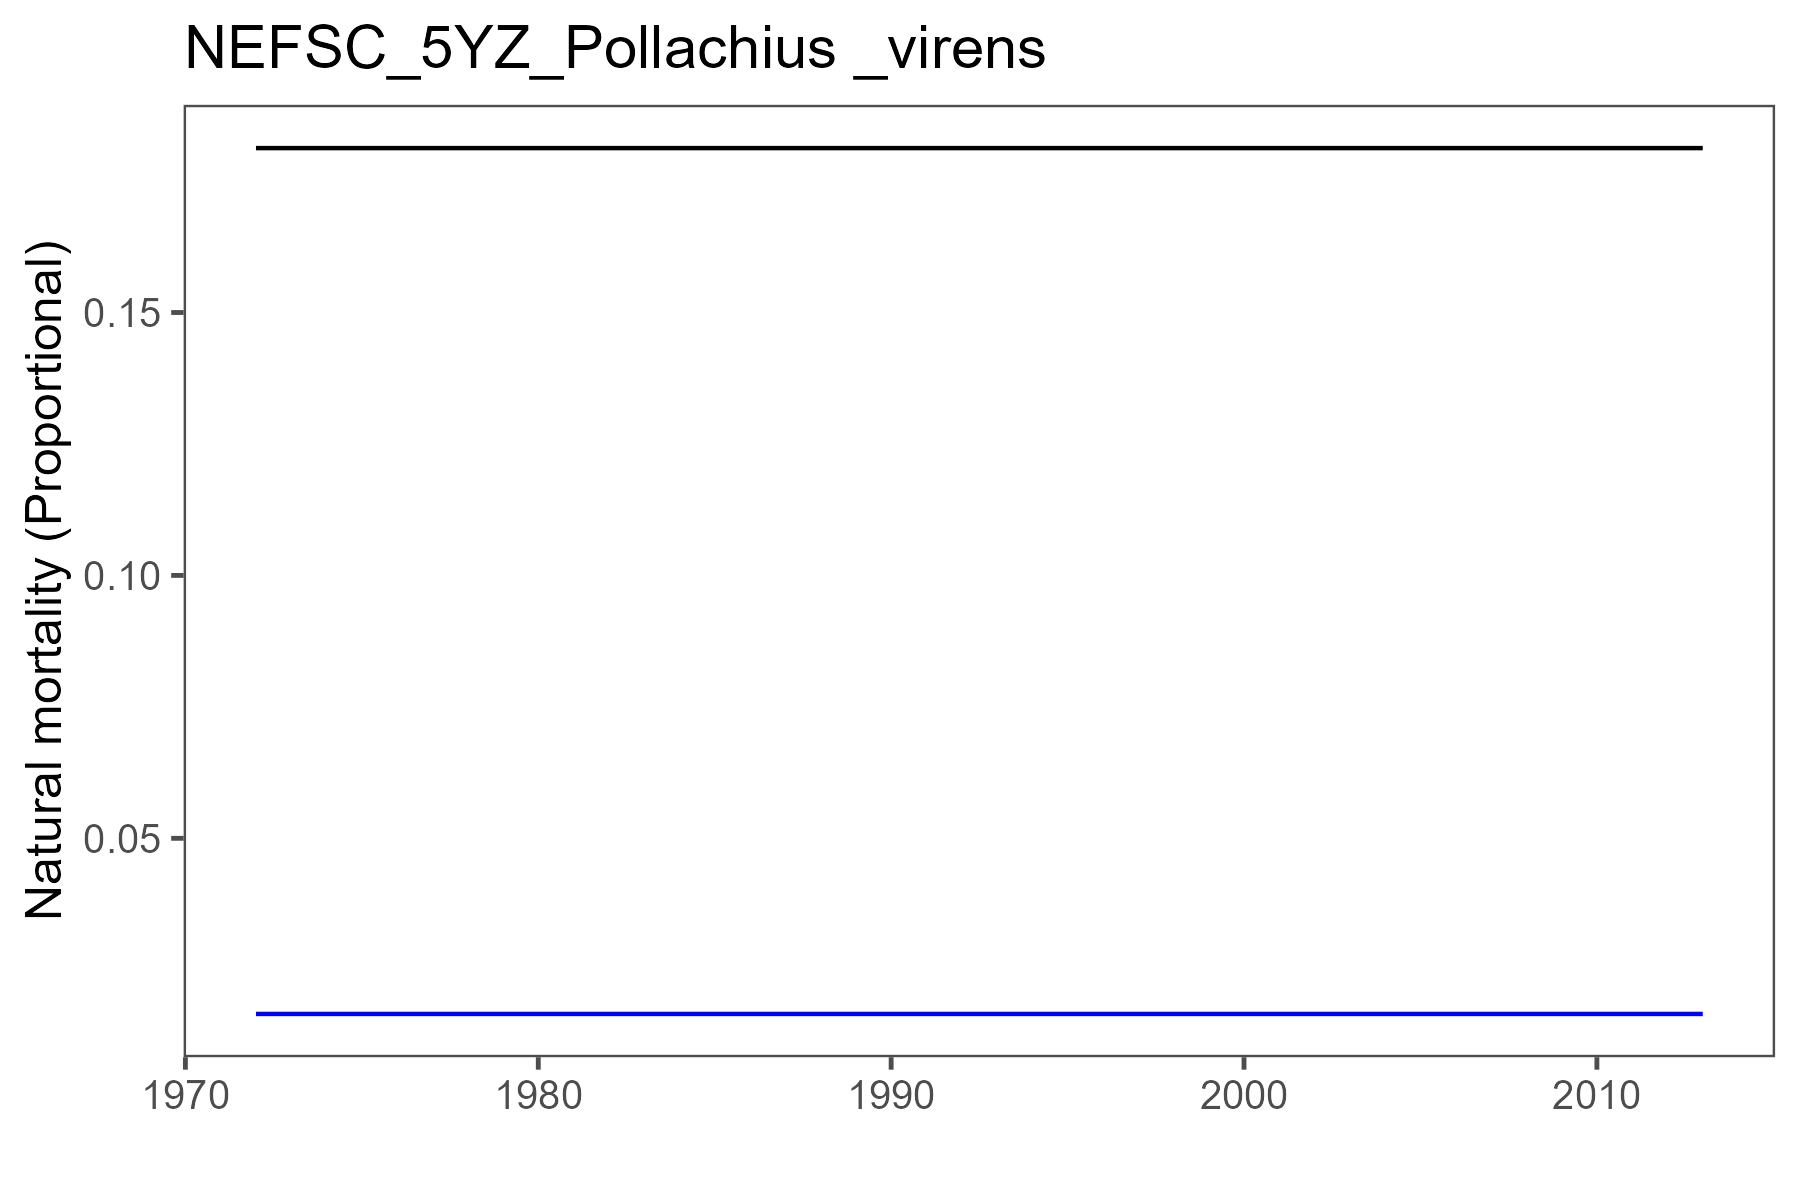 NEFSC_5YZ_Pollachius _virens
Natural mortality (Proportional)
0.15
0.10
0.05
1970 1980 1990 2000 2010